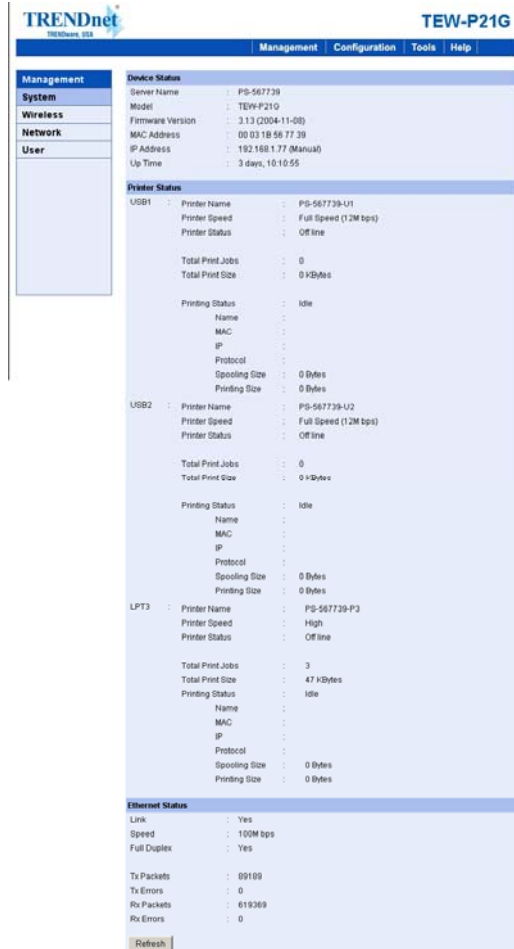 TRENDnet
TRENDware, USA
TEW-P21G
Management Configuration Tools Help
Management
System
Wireless
Network
User
Device Status
Server Name : PS-567739
Model : TEW-P21G
Firmware Version : 3.13 (2004-11-08)
MAC Address : 00 03 1B 56 77 39
IP Address : 192.168.1.77 (Manual)
Up Time : 3 days, 10:10:55
Printer Status
USB1 : Printer Name : PS-567739-U1
Printer Speed : Full Speed (12M bps)
Printer Status : Off line
Total Print Jobs : 0
Total Print Size : 0 KBytes
Printing Status : Idle
Name :
MAC :
IP :
Protocol :
Spooling Size : 0 Bytes
Printing Size : 0 Bytes
USB2 : Printer Name : PS-567739-U2
Printer Speed : Full Speed (12M bps)
Printer Status : Off line
Total Print Jobs : 0
Total Print Size : 0 KBytes
Printing Status : Idle
Name :
MAC :
IP :
Protocol :
Spooling Size : 0 Bytes
Printing Size : 0 Bytes
LPT3 : Printer Name : PS-567739-P3
Printer Speed : High
Printer Status : Off line
Total Print Jobs : 3
Total Print Size : 47 KBytes
Printing Status : Idle
Name :
MAC :
IP :
Protocol :
Spooling Size : 0 Bytes
Printing Size : 0 Bytes
Ethernet Status
Link : Yes
Speed : 100M bps
Full Duplex : Yes
Tx Packets : 89189
Tx Errors : 0
Rx Packets : 619369
Rx Errors : 0
Refresh